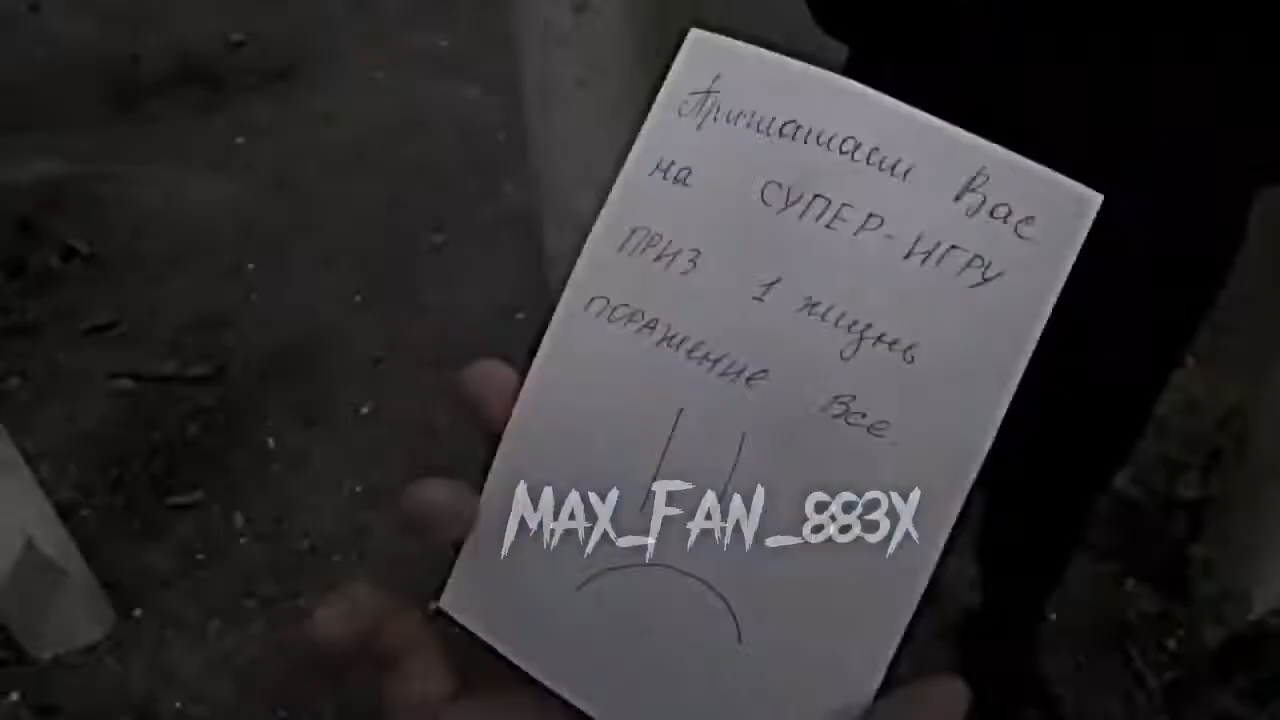 Приглашаем Вас
на СУПЕР-ИГРУ
ПРИЗ 1 жизнь
ПОРАжение Все.
MAX_FAN_883X